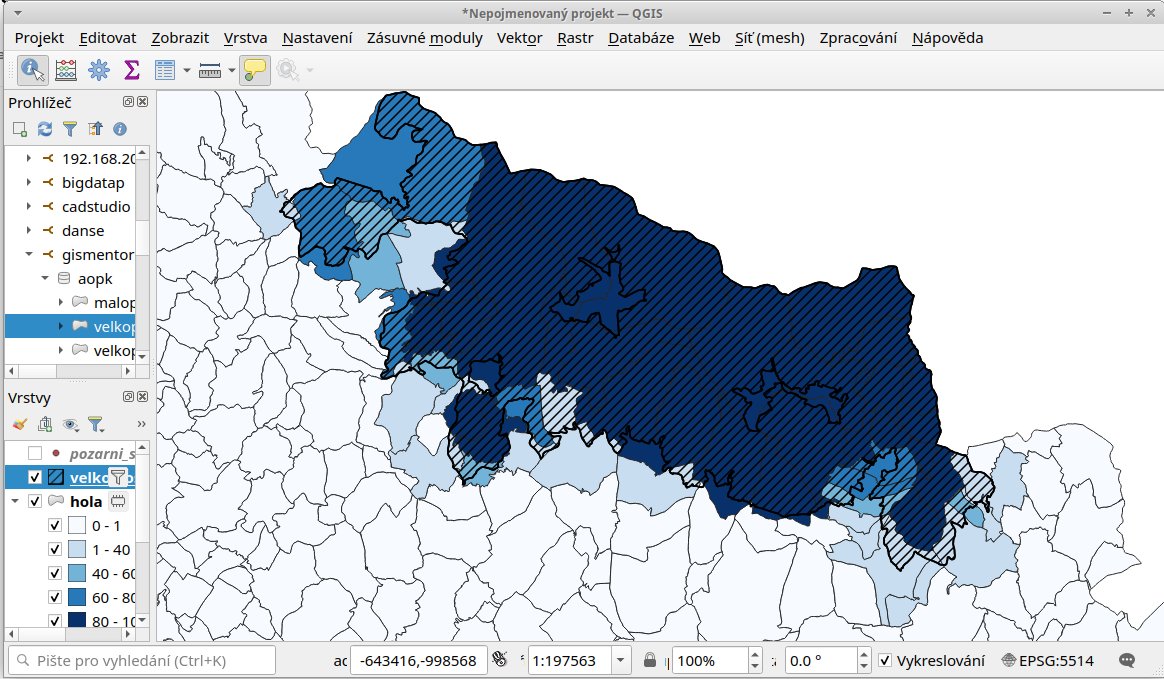 *Nepojmenovaný projekt — QGIS
Projekt Editovat Zobrazit Vrstva Nastavení Zásuvné moduly Vektor Rastr Databáze Web Síť (mesh) Zpracování Nápověda
Prohlížeč
192.168.20
bigdatap
cadstudio
danse
gismentor
aopk
malop
velkop
velkop
Vrstvy
»
pozarni_s
velko
hola
0 - 1
1 - 40
40 - 60
60 - 80
80 - 10
Pište pro vyhledání (Ctrl+K) -643416,-998568 1:197563 100% 0.0 ° Vykreslování EPSG:5514